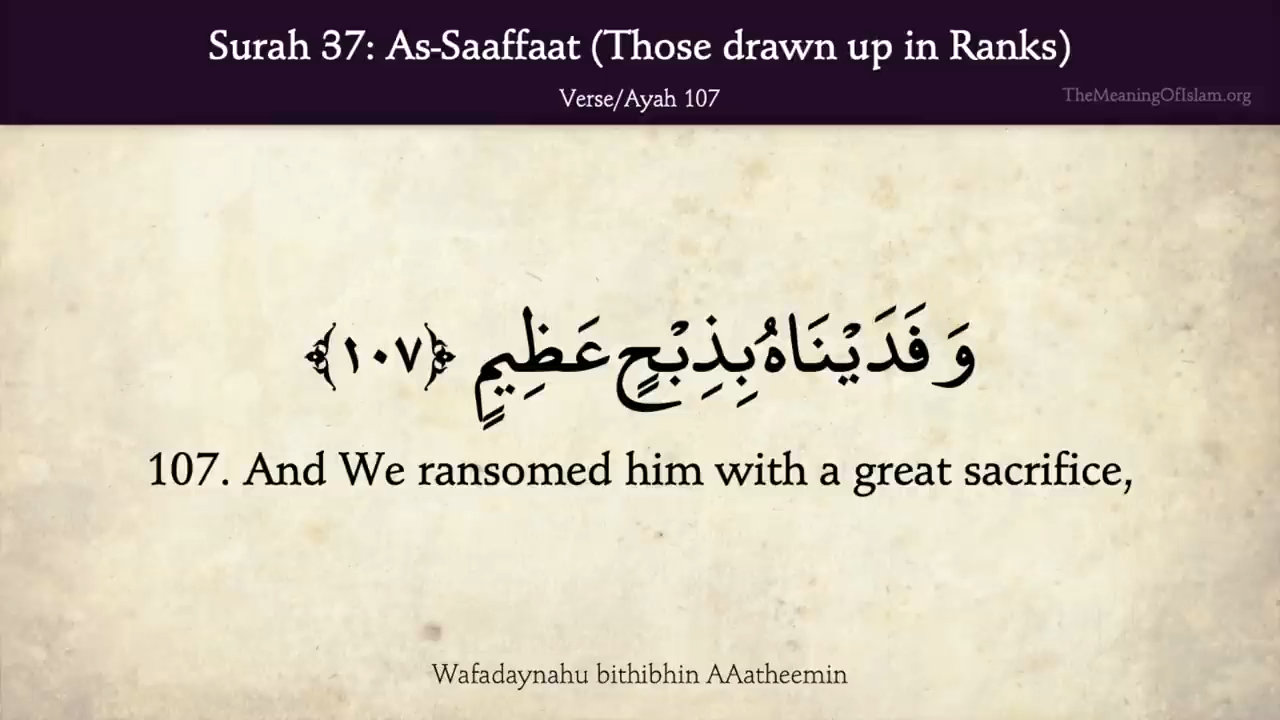 Surah 37: As-Saaffaat (Those drawn up in Ranks)
Verse/Ayah 107
TheMeaningOfIslam.org
وَ فَدَيْنَاهُ بِذِبْحٍ عَظِيمٍ ﴿١٠٧﴾
107. And We ransomed him with a great sacrifice,
Wafadaynahu bithibhin AAatheemin